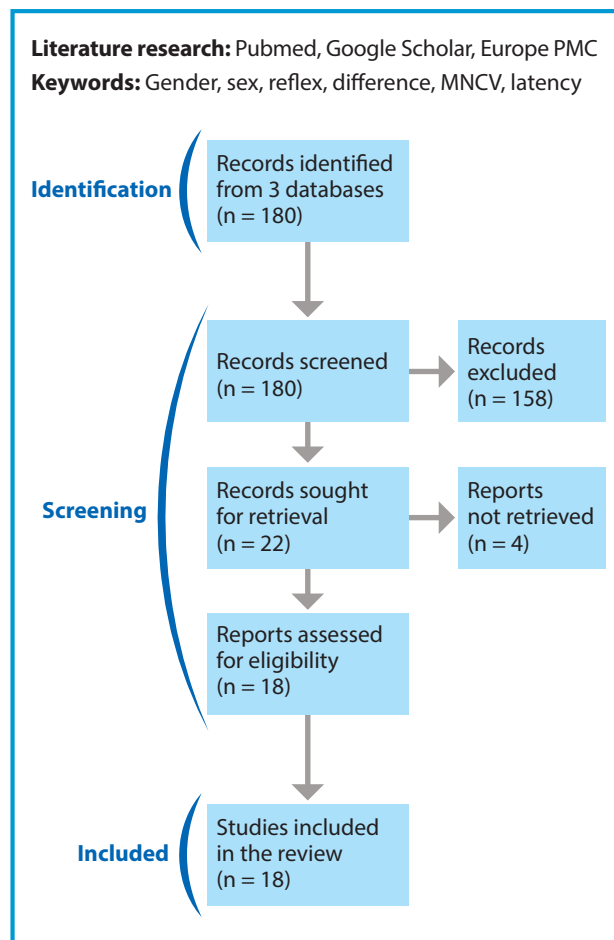 Literature research: Pubmed, Google Scholar, Europe PMC
Keywords: Gender, sex, reflex, difference, MNCV, latency
Identification
Records identified
from 3 databases
(n = 180)
Screening
Records screened
(n = 180)
Records
excluded
(n = 158)
Records sought
for retrieval
(n = 22)
Reports
not retrieved
(n = 4)
Reports assessed
for eligibility
(n = 18)
Included
Studies included
in the review
(n = 18)